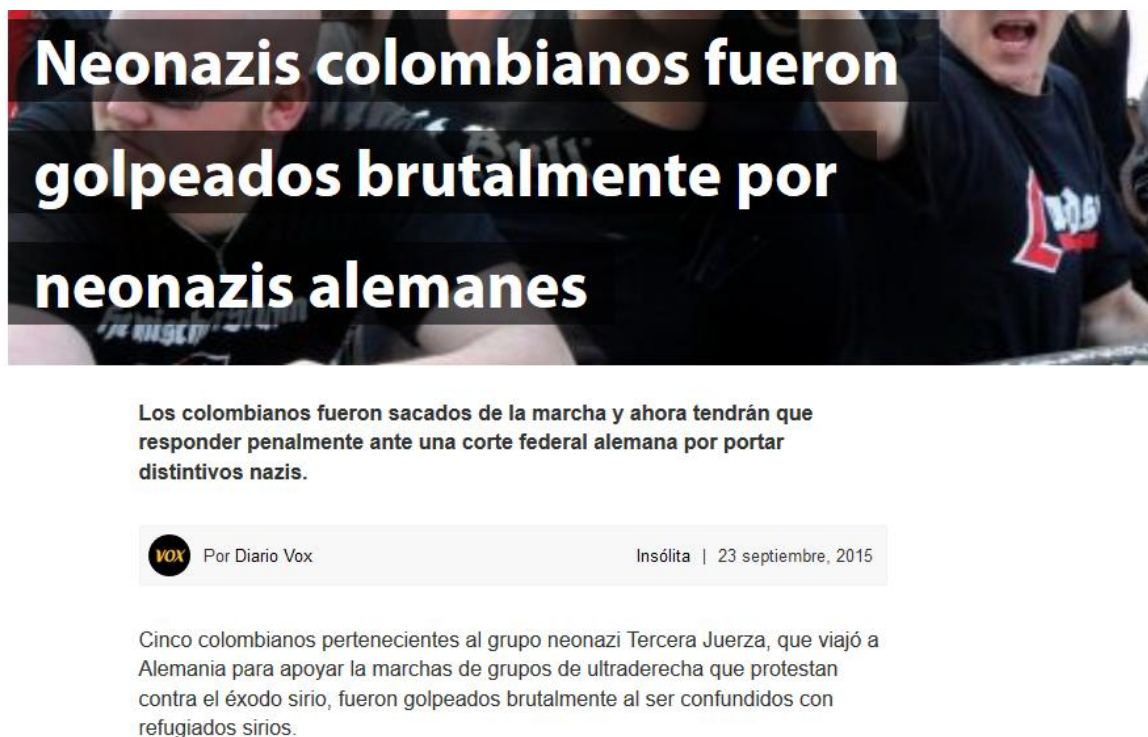 Neonazis colombianos fueron
golpeados brutalmente por
neonazis alemanes
Los colombianos fueron sacados de la marcha y ahora tendrán que
responder penalmente ante una corte federal alemana por portar
distintivos nazis.
VOX
Por Diario Vox
Insólita | 23 septiembre, 2015
Cinco colombianos pertenecientes al grupo neonazi Tercera Juerza, que viajó a
Alemania para apoyar la marchas de grupos de ultraderecha que protestan
contra el éxodo sirio, fueron golpeados brutalmente al ser confundidos con
refugiados sirios.